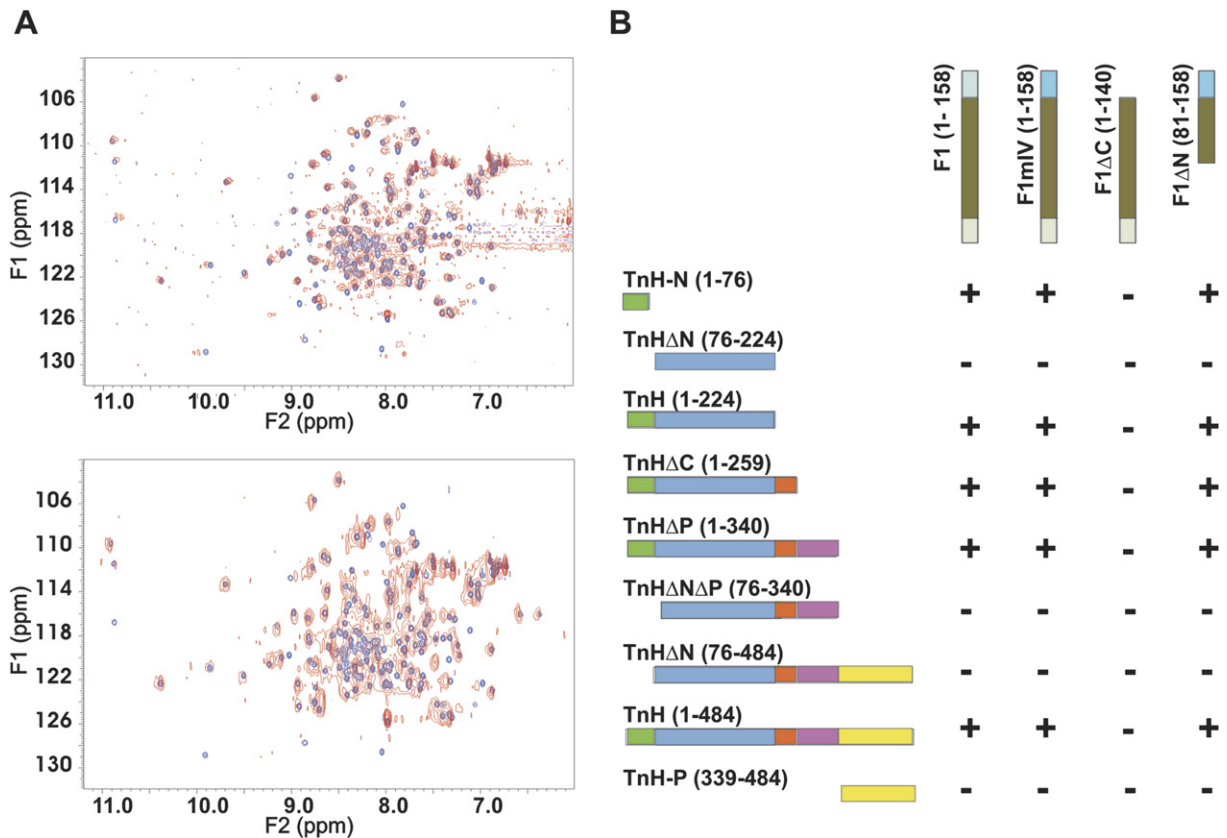 A
F1 (ppm)
106
110
114
118
122
126
130
11.0 10.0 9.0 8.0 7.0
F2 (ppm)
F1 (ppm)
106
110
114
118
122
126
130
11.0 10.0 9.0 8.0 7.0
F2 (ppm)
B
F1 (1- 158)
F1mIV (1-158)
F1ΔC (1-140)
F1ΔN (81-158)
TnH-N (1-76)
+ + - +
TnHΔN (76-224)
- - - -
TnH (1-224)
+ + - +
TnHΔC (1-259)
+ + - +
TnHΔP (1-340)
+ + - +
TnHΔNΔP (76-340)
- - - -
TnHΔN (76-484)
- - - -
TnH (1-484)
+ + - +
TnH-P (339-484)
- - - -